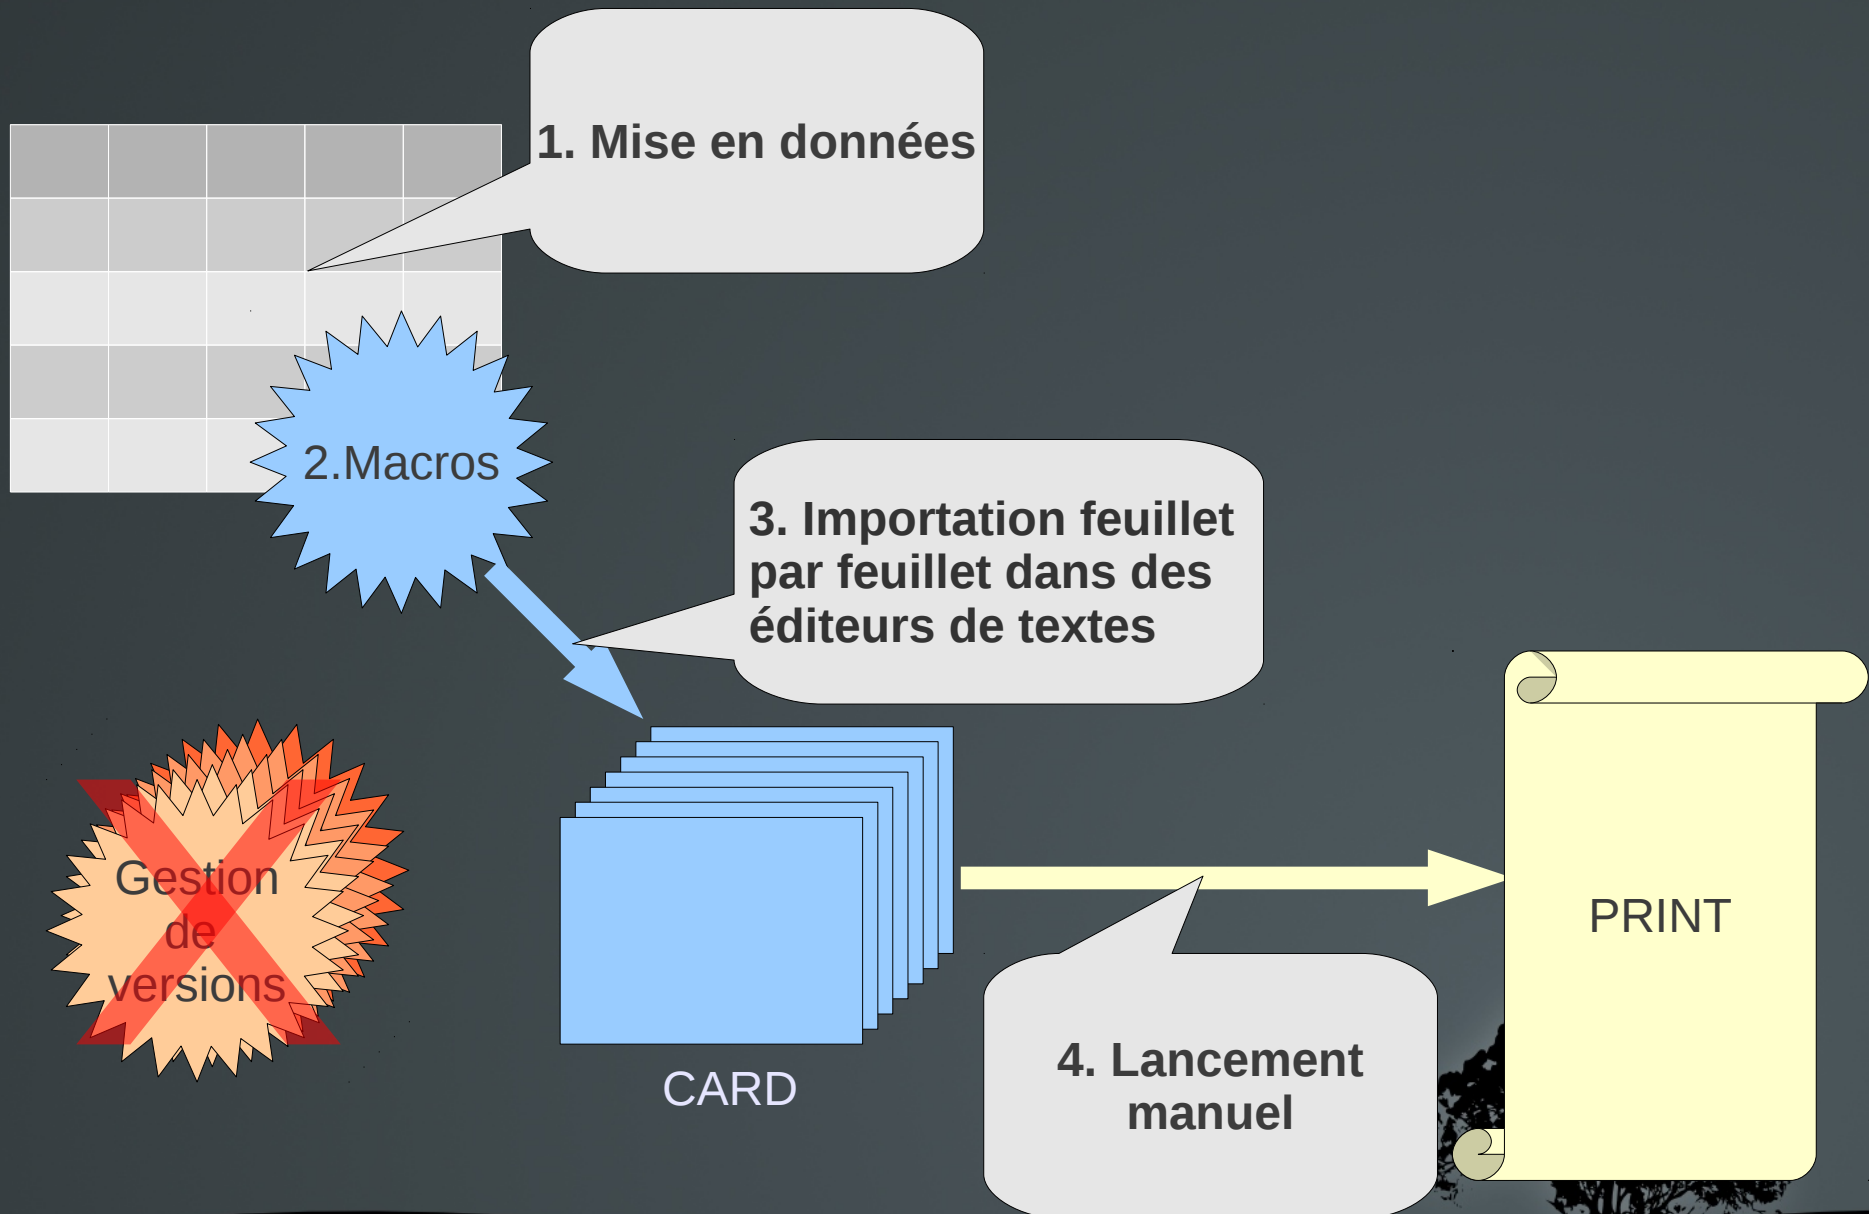 1. Mise en données
2.Macros
3. Importation feuillet
par feuillet dans des
éditeurs de textes
Gestion
de
versions
CARD
PRINT
4. Lancement
manuel